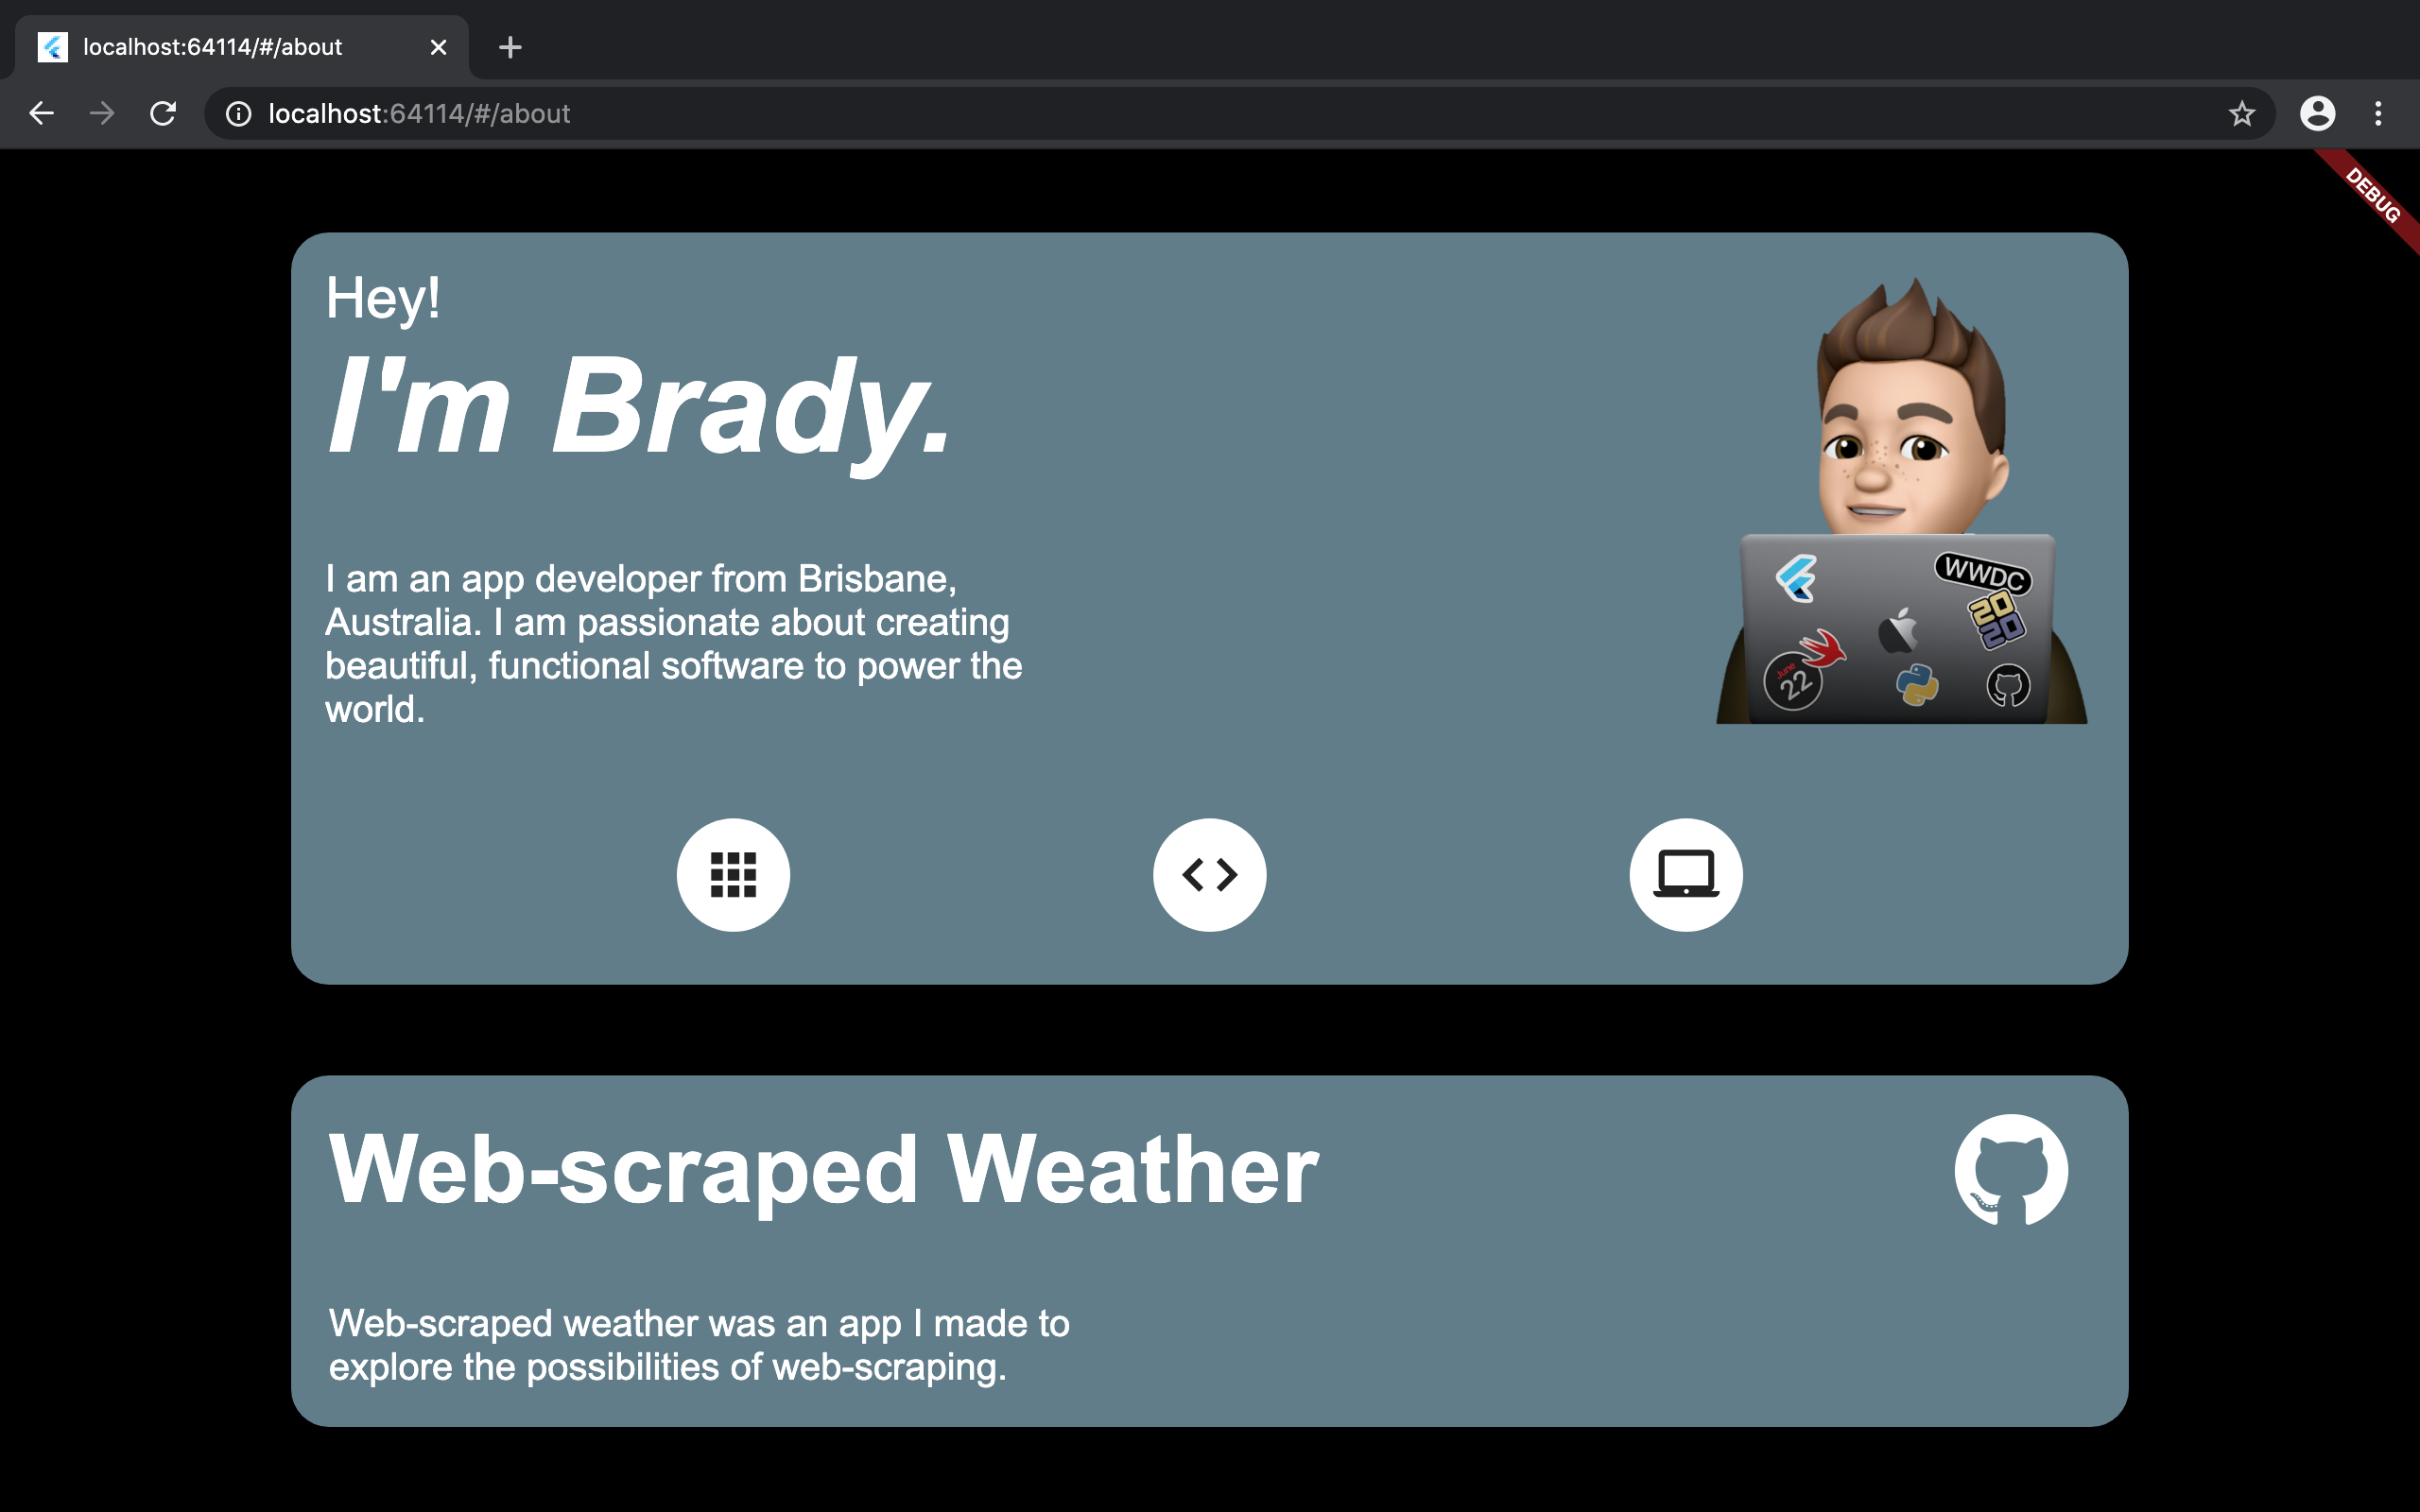 localhost:64114/#/about
localhost:64114/#/about
DEBUG
Hey!
I'm Brady.
I am an app developer from Brisbane,
Australia. I am passionate about creating
beautiful, functional software to power the
world.
WWDC
20
20
June
22
Web-scraped Weather
Web-scraped weather was an app I made to
explore the possibilities of web-scraping.